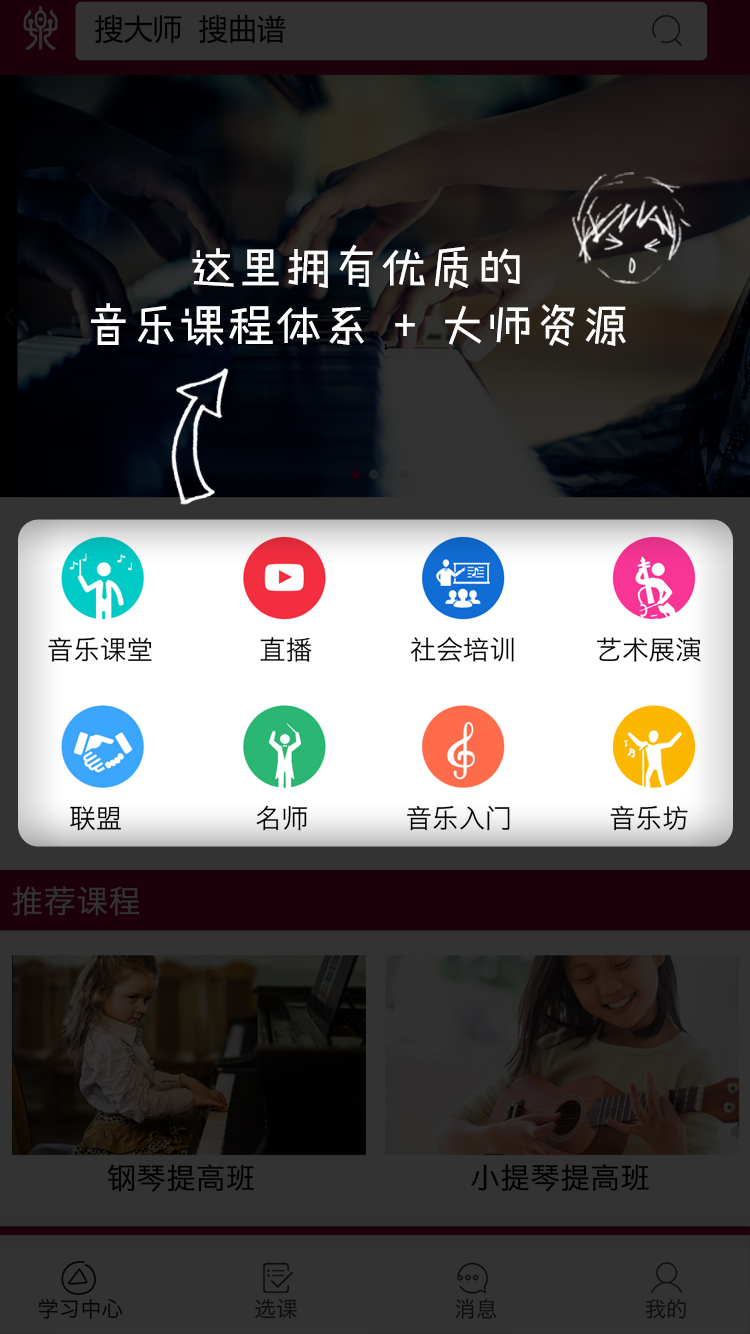 搜大师 搜曲谱
这里拥有优质的
音乐课程体系 + 大师资源
音乐课堂 直播 社会培训 艺术展演
联盟 名师 音乐入门 音乐坊
推荐课程
钢琴提高班 小提琴提高班
学习中心 选课 消息 我的